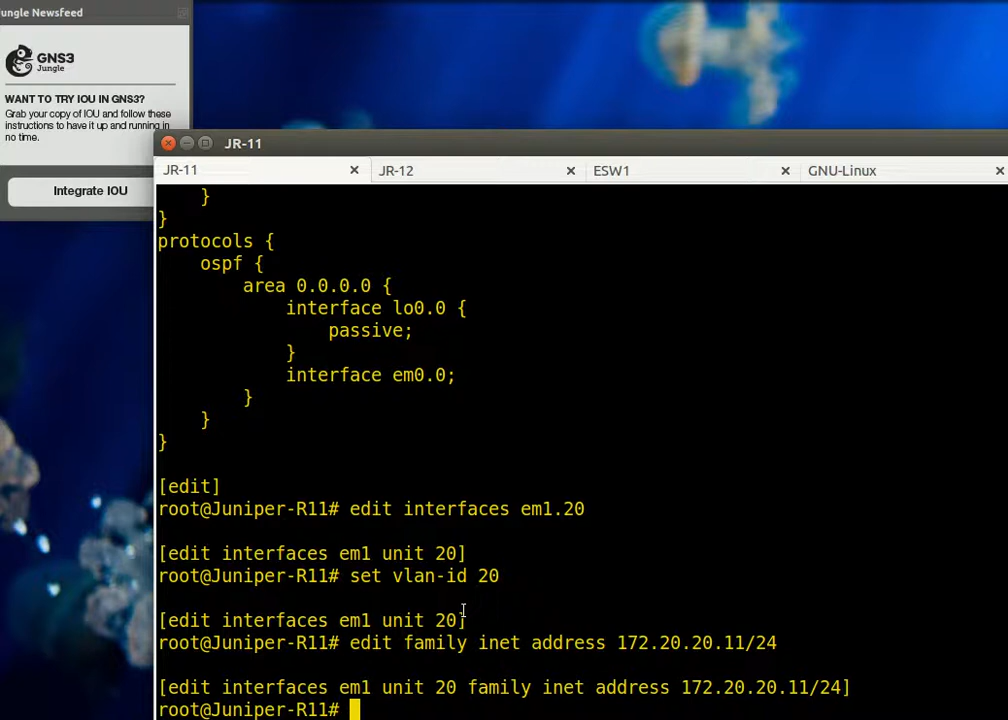 ungle Newsfeed
GNS3
Jungle
WANT TO TRY IOU IN GNS3?
Grab your copy of IOU and follow these
instructions to have it up and running in
no time.
Integrate IOU
JR-11
JR-11
JR-12
ESW1
GNU-Linux
}
}
protocols {
ospf {
area 0.0.0.0 {
interface lo0.0 {
passive;
}
interface em0.0;
}
}
}
[edit]
root@Juniper-R11# edit interfaces em1.20
[edit interfaces em1 unit 20]
root@Juniper-R11# set vlan-id 20
[edit interfaces em1 unit 20]
root@Juniper-R11# edit family inet address 172.20.20.11/24
[edit interfaces em1 unit 20 family inet address 172.20.20.11/24]
root@Juniper-R11#